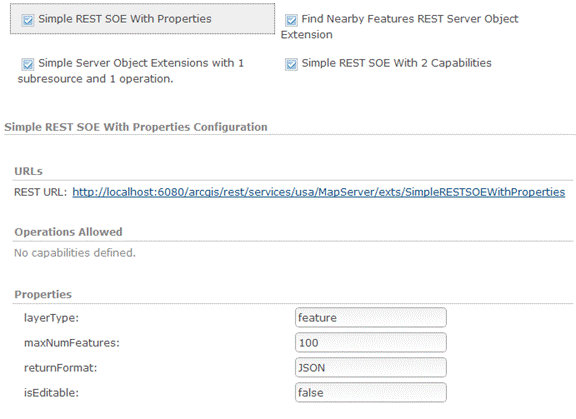 Simple REST SOE With Properties
Find Nearby Features REST Server Object
Extension
Simple Server Object Extensions with 1
subresource and 1 operation.
Simple REST SOE With 2 Capabilities
Simple REST SOE With Properties Configuration
URLs
REST URL: http://localhost:6080/arcgis/rest/services/usa/MapServer/exts/SimpleRESTSOEWithProperties
Operations Allowed
No capabilities defined.
Properties
layerType: feature
maxNumFeatures: 100
returnFormat: JSON
isEditable: false